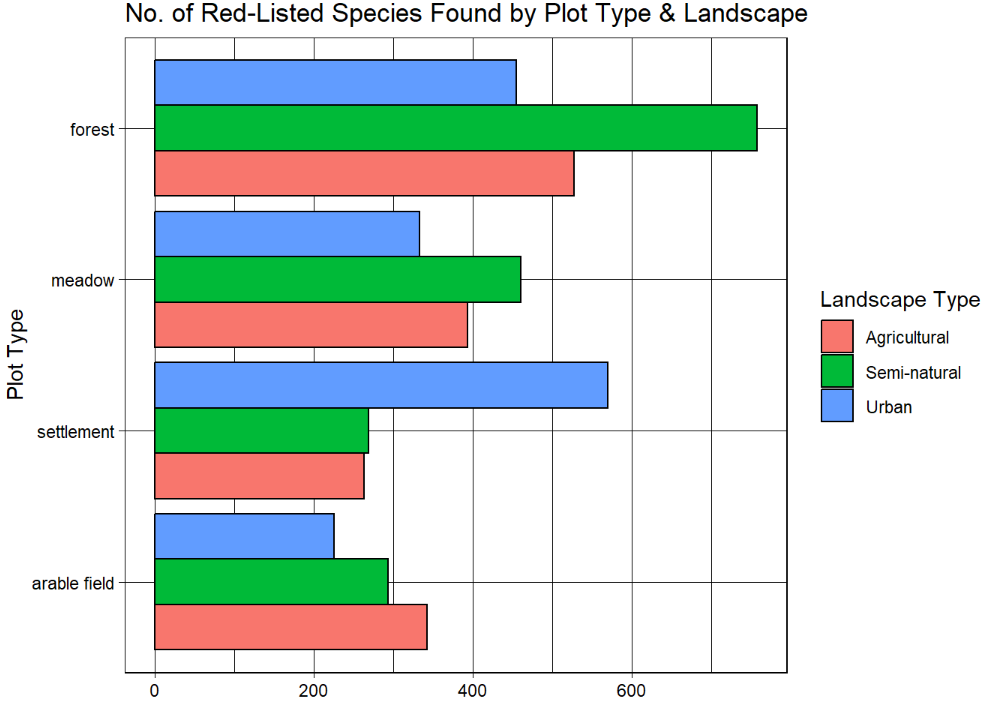 No. of Red-Listed Species Found by Plot Type & Landscape
forest
meadow
settlement
arable field
Plot Type
0 200 400 600
Landscape Type
Agricultural
Semi-natural
Urban